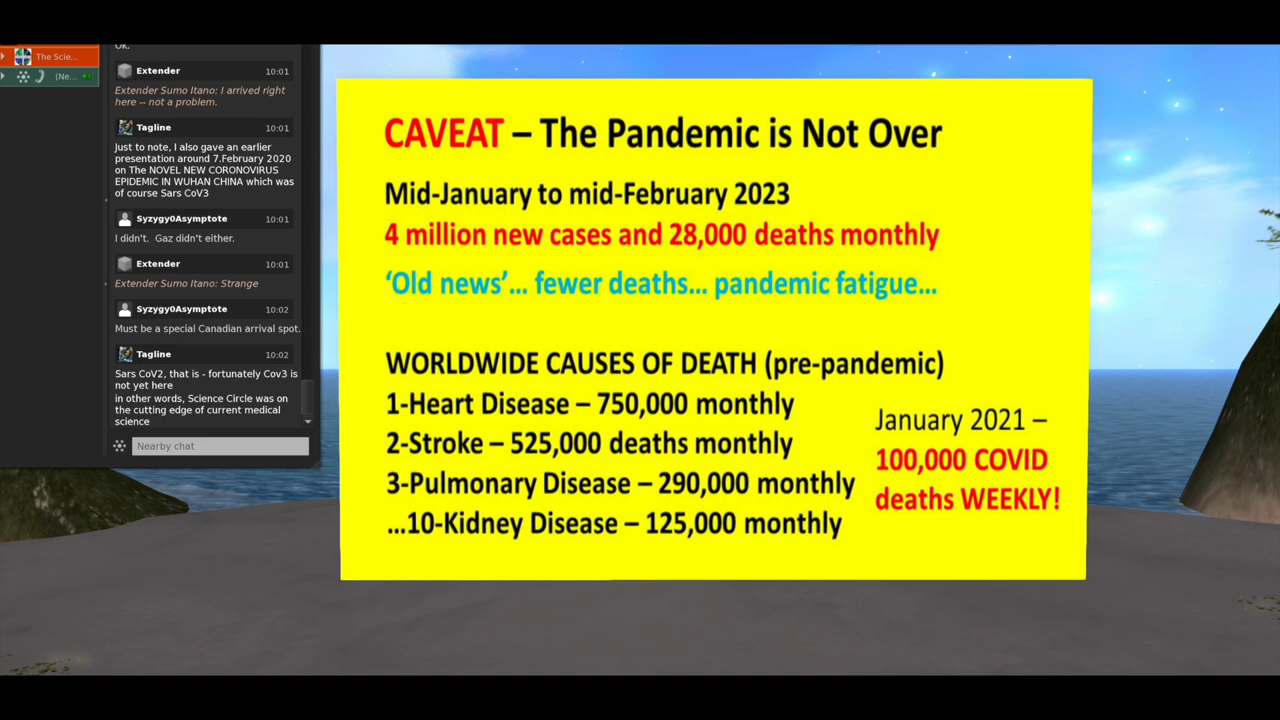 The Scie...
(Ne...
OK.
Extender 10:01
Extender Sumo Itano: I arrived right
here -- not a problem.
Tagline 10:01
Just to note, I also gave an earlier
presentation around 7.February 2020
on The NOVEL NEW CORONOVIRUS
EPIDEMIC IN WUHAN CHINA which was
of course Sars CoV3
Syzygy0Asymptote 10:01
I didn't. Gaz didn't either.
Extender 10:01
Extender Sumo Itano: Strange
Syzygy0Asymptote 10:02
Must be a special Canadian arrival spot.
Tagline 10:02
Sars CoV2, that is - fortunately Cov3 is
not yet here
in other words, Science Circle was on
the cutting edge of current medical
science
Nearby chat
CAVEAT – The Pandemic is Not Over
Mid-January to mid-February 2023
4 million new cases and 28,000 deaths monthly
‘Old news’... fewer deaths... pandemic fatigue...
WORLDWIDE CAUSES OF DEATH (pre-pandemic)
1-Heart Disease – 750,000 monthly
2-Stroke – 525,000 deaths monthly
3-Pulmonary Disease – 290,000 monthly
...10-Kidney Disease – 125,000 monthly
January 2021 –
100,000 COVID
deaths WEEKLY!